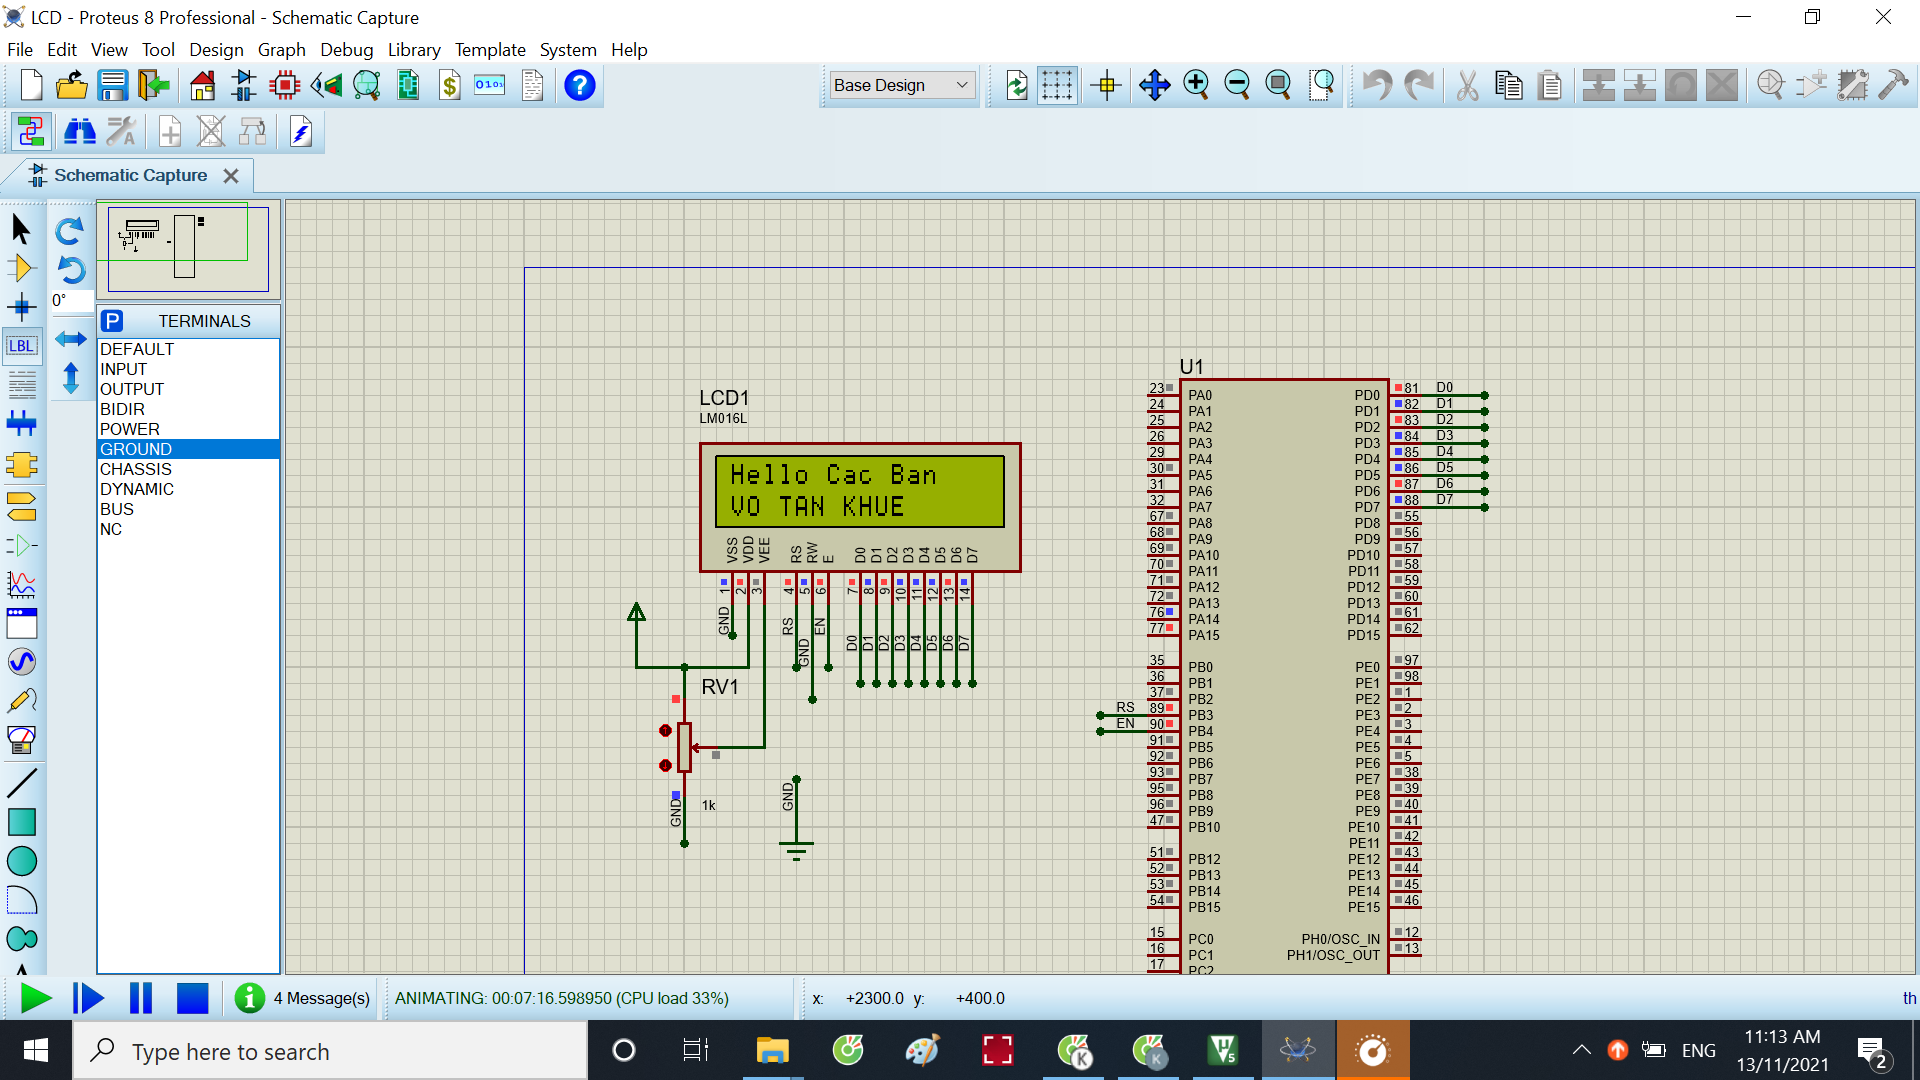 LCD - Proteus 8 Professional - Schematic Capture
File Edit View Tool Design Graph Debug Library Template System Help
Base Design
Schematic Capture
0°
LBL
P TERMINALS
DEFAULT
INPUT
OUTPUT
BIDIR
POWER
GROUND
CHASSIS
DYNAMIC
BUS
NC
LCD1
LM016L
Hello Cac Ban
VO TAN KHUE
VSS VDD VEE RS RW E D0 D1 D2 D3 D4 D5 D6 D7
1 2 3 4 5 6 7 8 9 10 11 12 13 14
GND RS GND EN D0 D1 D2 D3 D4 D5 D6 D7
RV1
1k
GND
GND
U1
23 PA0 PD0 81 D0
24 PA1 PD1 82 D1
25 PA2 PD2 83 D2
26 PA3 PD3 84 D3
29 PA4 PD4 85 D4
30 PA5 PD5 86 D5
31 PA6 PD6 87 D6
32 PA7 PD7 88 D7
67 PA8 PD8 55
68 PA9 PD9 56
69 PA10 PD10 57
70 PA11 PD11 58
71 PA12 PD12 59
72 PA13 PD13 60
76 PA14 PD14 61
77 PA15 PD15 62
35 PB0 PE0 97
36 PB1 PE1 98
37 PB2 PE2 1
RS 89 PB3 PE3 2
EN 90 PB4 PE4 3
91 PB5 PE5 4
92 PB6 PE6 5
93 PB7 PE7 38
95 PB8 PE8 39
96 PB9 PE9 40
47 PB10 PE10 41
PE11 42
51 PB12 PE12 43
52 PB13 PE13 44
53 PB14 PE14 45
54 PB15 PE15 46
15 PC0 PH0/OSC_IN 12
16 PC1 PH1/OSC_OUT 13
17 PC2
4 Message(s)
ANIMATING: 00:07:16.598950 (CPU load 33%)
x: +2300.0 y: +400.0
th
Type here to search
ENG
11:13 AM
13/11/2021
2